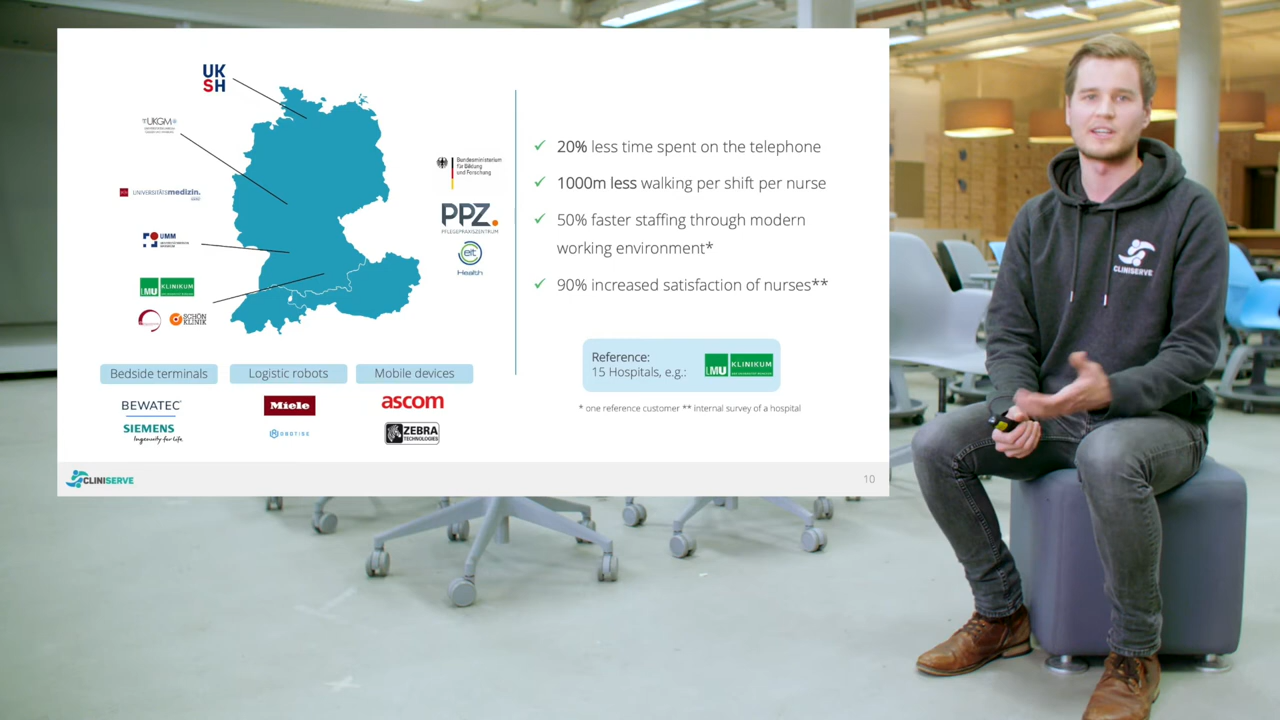 UK
SH
UKGM
UNIVERSITÄTSmedizin.
UMM
LMU KLINIKUM
SCHÖN
KLINIK
Bundesministerium
für Bildung
und Forschung
PPZ.
PFLEGEPRAXISZENTRUM
eit
Health
20% less time spent on the telephone
1000m less walking per shift per nurse
50% faster staffing through modern
working environment*
90% increased satisfaction of nurses**
Reference:
15 Hospitals, e.g.:
LMU KLINIKUM
* one reference customer ** internal survey of a hospital
Bedside terminals
Logistic robots
Mobile devices
BEWATEC
SIEMENS
Ingenuity for life
Miele
ROBOTISE
ascom
ZEBRA
TECHNOLOGIES
CLINISERVE
10
CLINISERVE